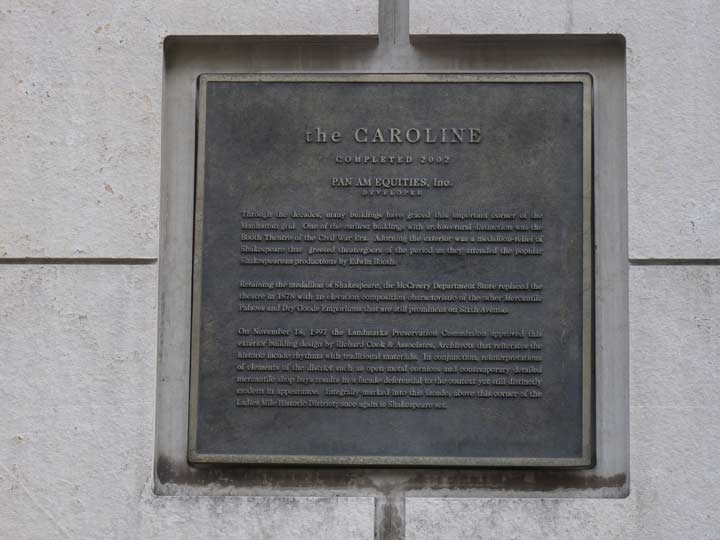 the CAROLINE
COMPLETED 2002
PAN AM EQUITIES, Inc.
DEVELOPER
Through the decades, many buildings have graced this important corner of the
Manhattan grid. One of the earliest buildings with architectural distinction was the
Booth Theatre of the Civil War Era. Adorning the exterior was a medallion-relief of
Shakespeare that greeted theatergoers of the period as they attended the popular
Shakespearean productions by Edwin Booth.
Retaining the medallion of Shakespeare, the McCreery Department Store replaced the
theatre in 1878 with an elevation composition characteristic of the other Mercantile
Palaces and Dry Goods Emporiums that are still prominent on Sixth Avenue.
On November 18, 1997 the Landmarks Preservation Commission approved this
exterior building design by Richard Cook & Associates, Architects that reiterates the
historic facade rhythms with traditional materials. In conjunction, reinterpretations
of elements of the district such as open metal cornices and contemporary detailed
mercantile shop bays results in a facade deferential to the context yet still distinctly
modern in appearance. Integrally marked into this facade, above this corner of the
Ladies Mile Historic District, once again is Shakespeare set.